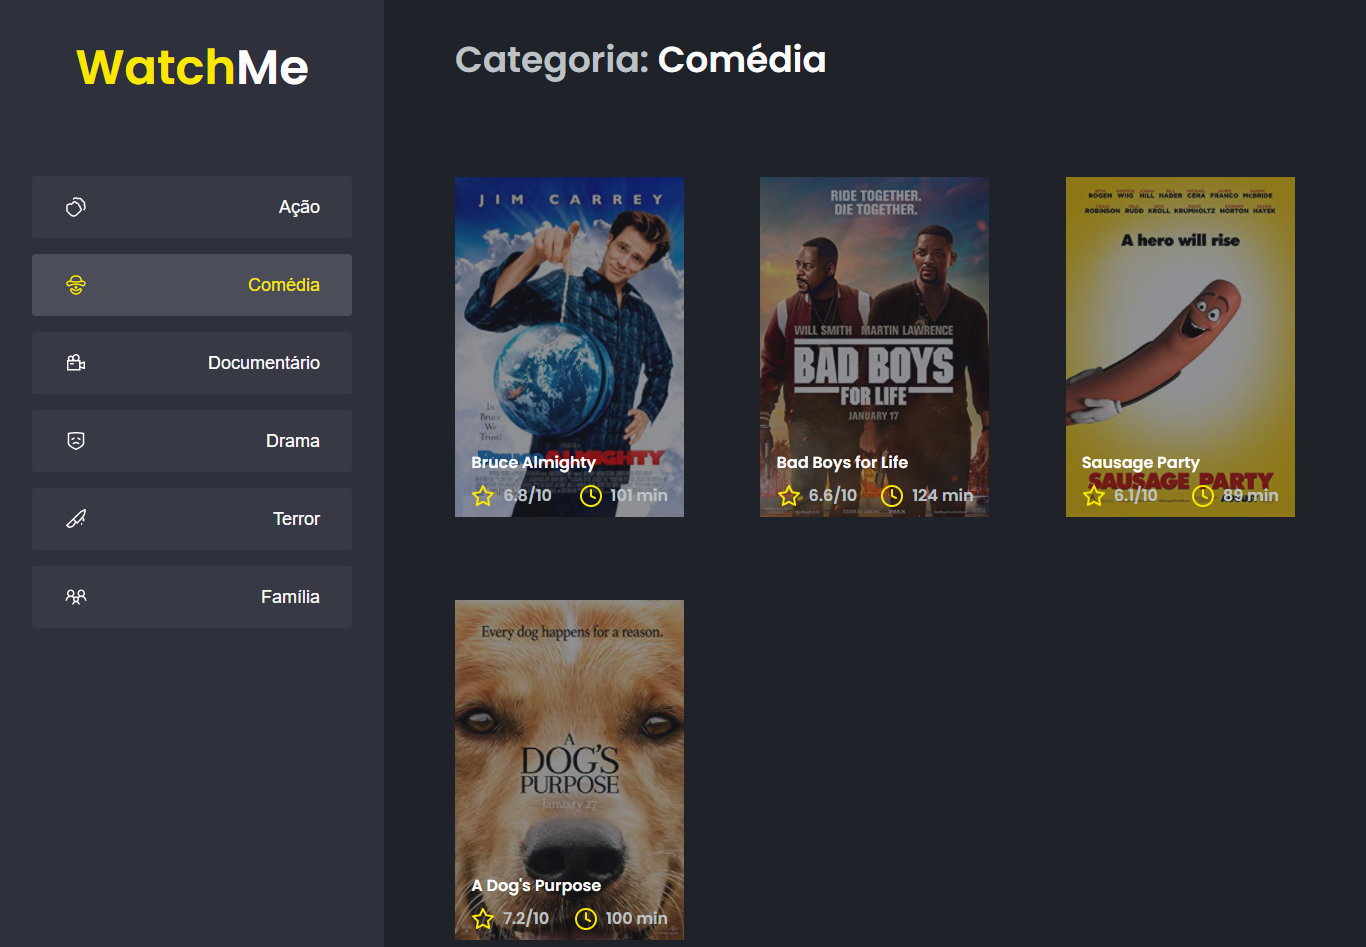 WatchMe
Ação
Comédia
Documentário
Drama
Terror
Família
Categoria: Comédia
JIM CARREY
In
Bruce
We
Trust?
Bruce ALMIGHTY
Bruce Almighty
6.8/10 101 min
RIDE TOGETHER.
DIE TOGETHER.
WILL SMITH MARTIN LAWRENCE
BAD BOYS
FOR LIFE
JANUARY 17
Bad Boys for Life
6.6/10 124 min
ROGEN WIIG HILL HADER CERA FRANCO McBRIDE
ROBINSON RUDD KROLL KRUMHOLTZ NORTON HAYEK
A hero will rise
SAUSAGE PARTY
Sausage Party
6.1/10 89 min
Every dog happens for a reason.
A
DOG'S
PURPOSE
January 27
A Dog's Purpose
7.2/10 100 min